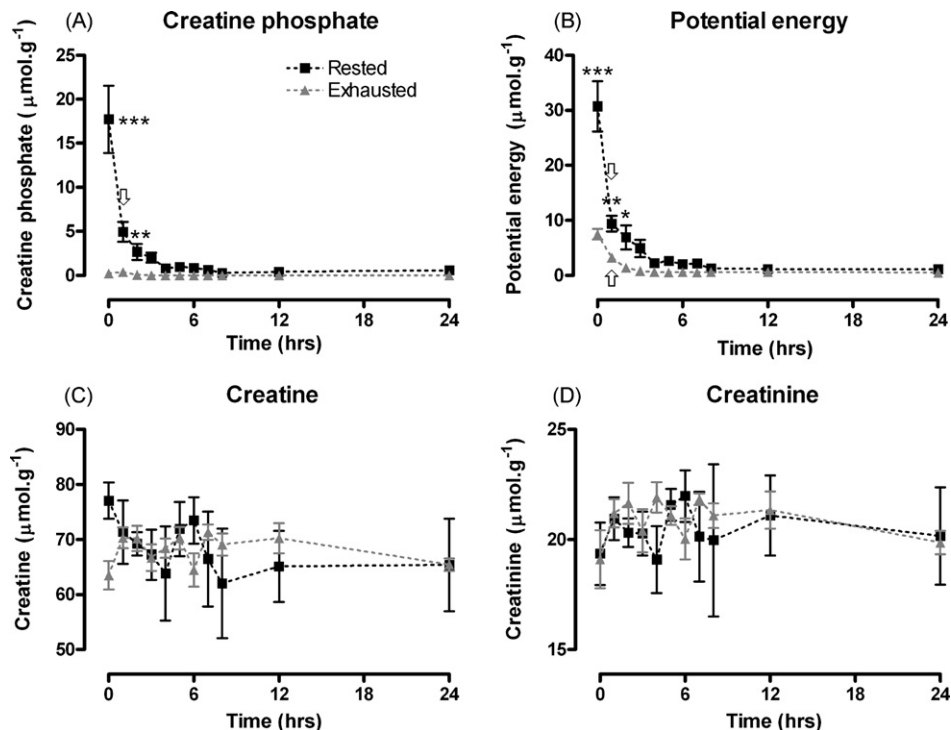 (A) Creatine phosphate
Creatine phosphate (μmol.g⁻¹)
25
20
15
10
5
0
***
**
Rested
Exhausted
0 6 12 18 24
Time (hrs)
(B) Potential energy
Potential energy (μmol.g⁻¹)
40
30
20
10
0
***
**
*
0 6 12 18 24
Time (hrs)
(C) Creatine
Creatine (μmol.g⁻¹)
90
80
70
60
50
0 6 12 18 24
Time (hrs)
(D) Creatinine
Creatinine (μmol.g⁻¹)
25
20
15
0 6 12 18 24
Time (hrs)